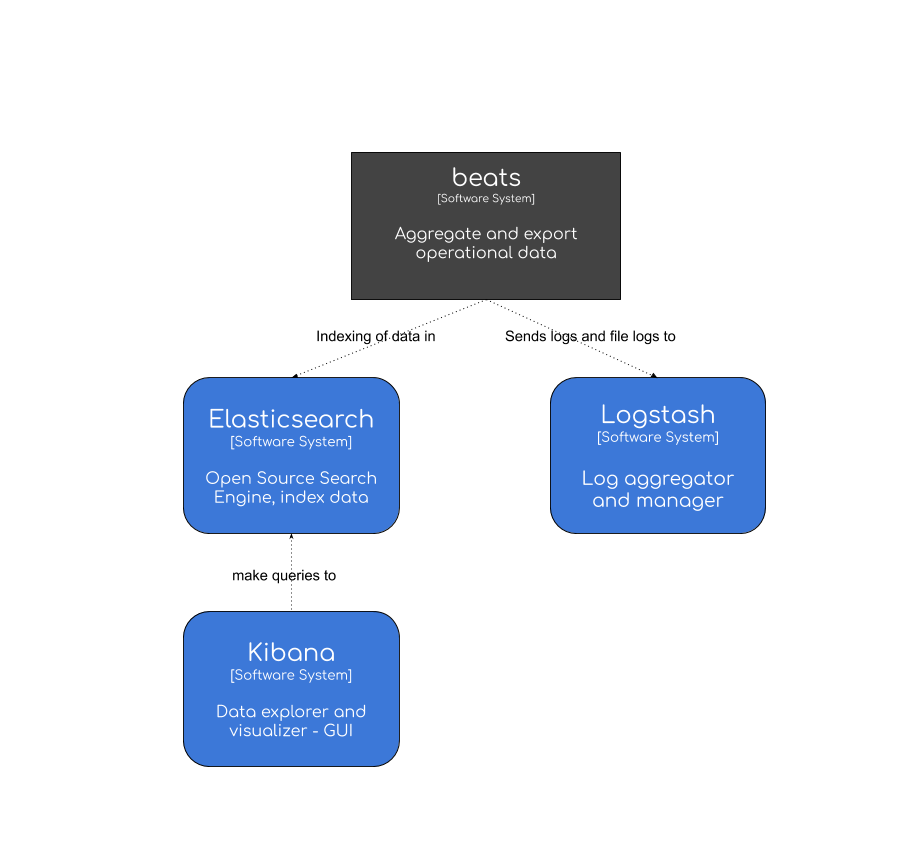 beats
[Software System]
Aggregate and export
operational data
Indexing of data in
Sends logs and file logs to
Elasticsearch
[Software System]
Open Source Search
Engine, index data
Logstash
[Software System]
Log aggregator
and manager
make queries to
Kibana
[Software System]
Data explorer and
visualizer - GUI